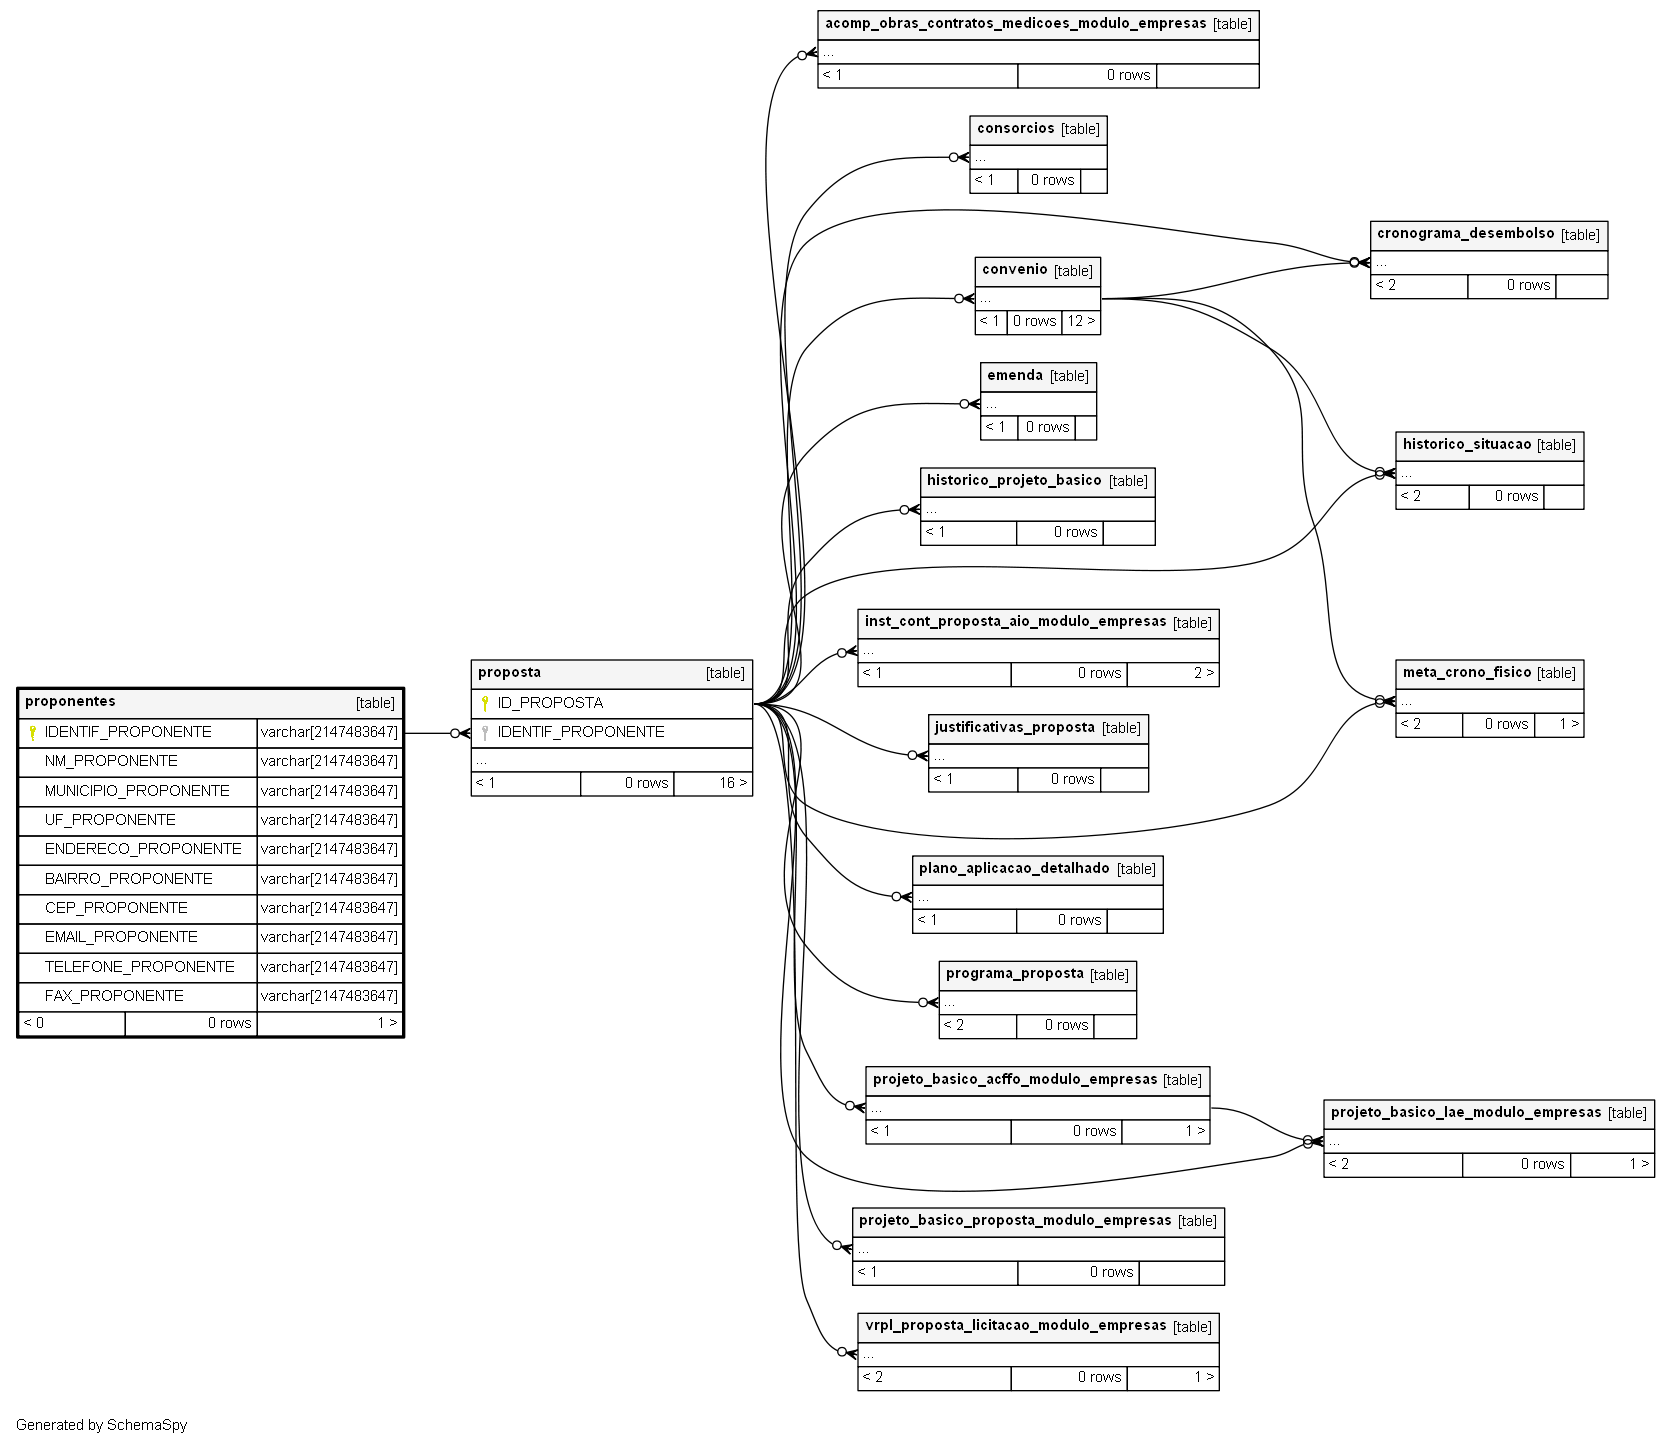 acomp_obras_contratos_medicoes_modulo_empresas [table]
...
< 1 0 rows
consorcios [table]
...
< 1 0 rows
cronograma_desembolso [table]
...
< 2 0 rows
convenio [table]
...
< 1 0 rows 12 >
emenda [table]
...
< 1 0 rows
historico_situacao [table]
...
< 2 0 rows
historico_projeto_basico [table]
...
< 1 0 rows
inst_cont_proposta_aio_modulo_empresas [table]
...
< 1 0 rows 2 >
proponentes [table]
IDENTIF_PROPONENTE varchar[2147483647]
NM_PROPONENTE varchar[2147483647]
MUNICIPIO_PROPONENTE varchar[2147483647]
UF_PROPONENTE varchar[2147483647]
ENDERECO_PROPONENTE varchar[2147483647]
BAIRRO_PROPONENTE varchar[2147483647]
CEP_PROPONENTE varchar[2147483647]
EMAIL_PROPONENTE varchar[2147483647]
TELEFONE_PROPONENTE varchar[2147483647]
FAX_PROPONENTE varchar[2147483647]
< 0 0 rows 1 >
proposta [table]
ID_PROPOSTA
IDENTIF_PROPONENTE
...
< 1 0 rows 16 >
meta_crono_fisico [table]
...
< 2 0 rows 1 >
justificativas_proposta [table]
...
< 1 0 rows
plano_aplicacao_detalhado [table]
...
< 1 0 rows
programa_proposta [table]
...
< 2 0 rows
projeto_basico_acffo_modulo_empresas [table]
...
< 1 0 rows 1 >
projeto_basico_lae_modulo_empresas [table]
...
< 2 0 rows 1 >
projeto_basico_proposta_modulo_empresas [table]
...
< 1 0 rows
vrpl_proposta_licitacao_modulo_empresas [table]
...
< 2 0 rows 1 >
Generated by SchemaSpy